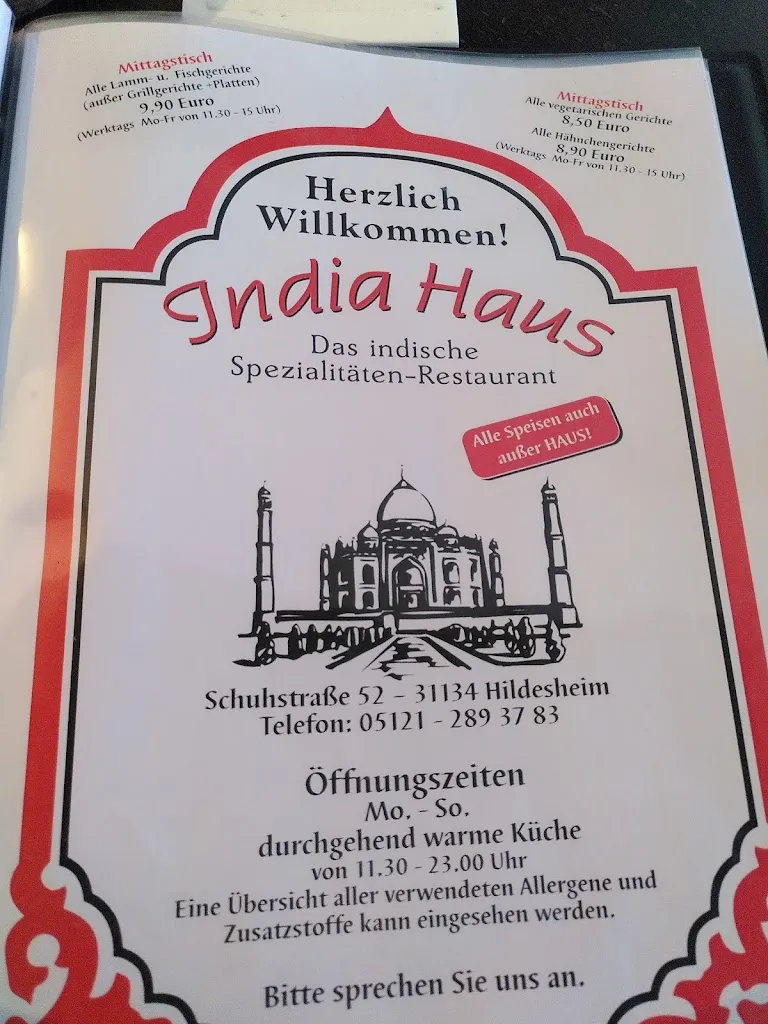 Mittagstisch
Alle Lamm- u. Fischgerichte
(außer Grillgerichte +Platten)
9,90 Euro
(Werktags Mo-Fr von 11.30 - 15 Uhr)
Mittagstisch
Alle vegetarischen Gerichte
8,50 Euro
Alle Hähnchengerichte
8,90 Euro
(Werktags Mo-Fr von 11.30 - 15 Uhr)
Herzlich
Willkommen!
India Haus
Das indische
Spezialitäten-Restaurant
Alle Speisen auch
außer HAUS!
Schuhstraße 52 – 31134 Hildesheim
Telefon: 05121 - 289 37 83
Öffnungszeiten
Mo. - So.
durchgehend warme Küche
von 11.30 - 23.00 Uhr
Eine Übersicht aller verwendeten Allergene und
Zusatzstoffe kann eingesehen werden.
Bitte sprechen Sie uns an.